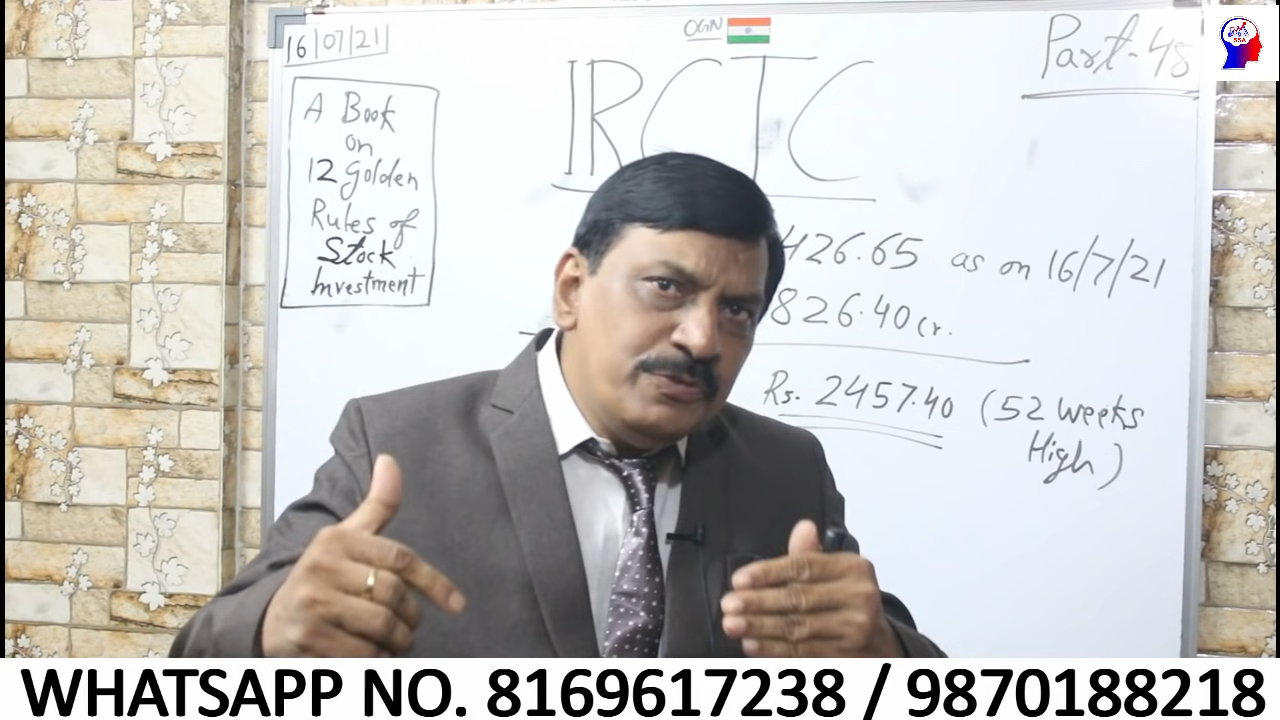 16/07/21
OGN
Part-48
SSA
IRCTC
A Book
on
12 Golden
Rules of
Stock
Investment
426.65 as on 16/7/21
826.40 cr.
Rs. 2457.40 (52 weeks
High)
WHATSAPP NO. 8169617238 / 9870188218